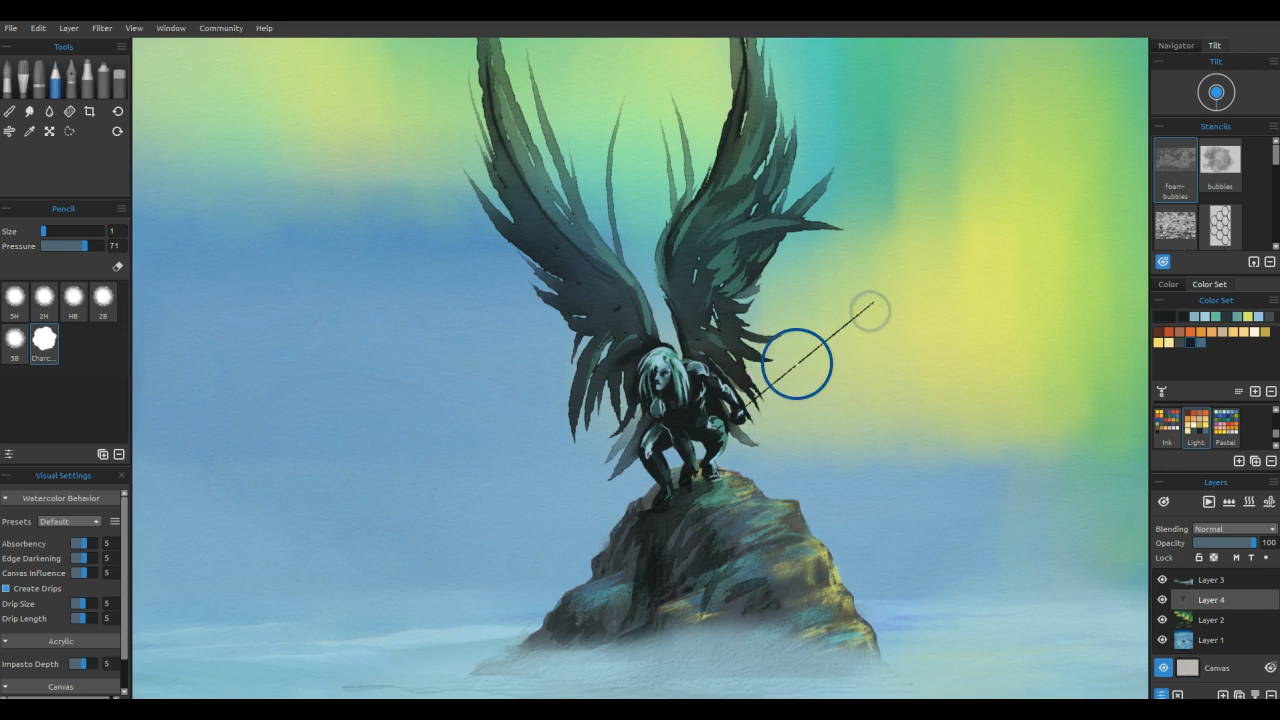 File Edit Layer Filter View Window Community Help
Tools
Pencil
Size 1
Pressure 71
5H 2H HB 2B
5B Charc...
Visual Settings
Watercolor Behavior
Presets Default
Absorbency 5
Edge Darkening 5
Canvas Influence 5
Create Drips
Drip Size 5
Drip Length 5
Acrylic
Impasto Depth 5
Canvas
Navigator Tilt
Tilt
Stencils
foam-bubbles bubbles
Color Color Set
Color Set
Ink Light Pastel
Layers
Blending Normal
Opacity 100
Lock M T
Layer 3
Layer 4
Layer 2
Layer 1
Canvas